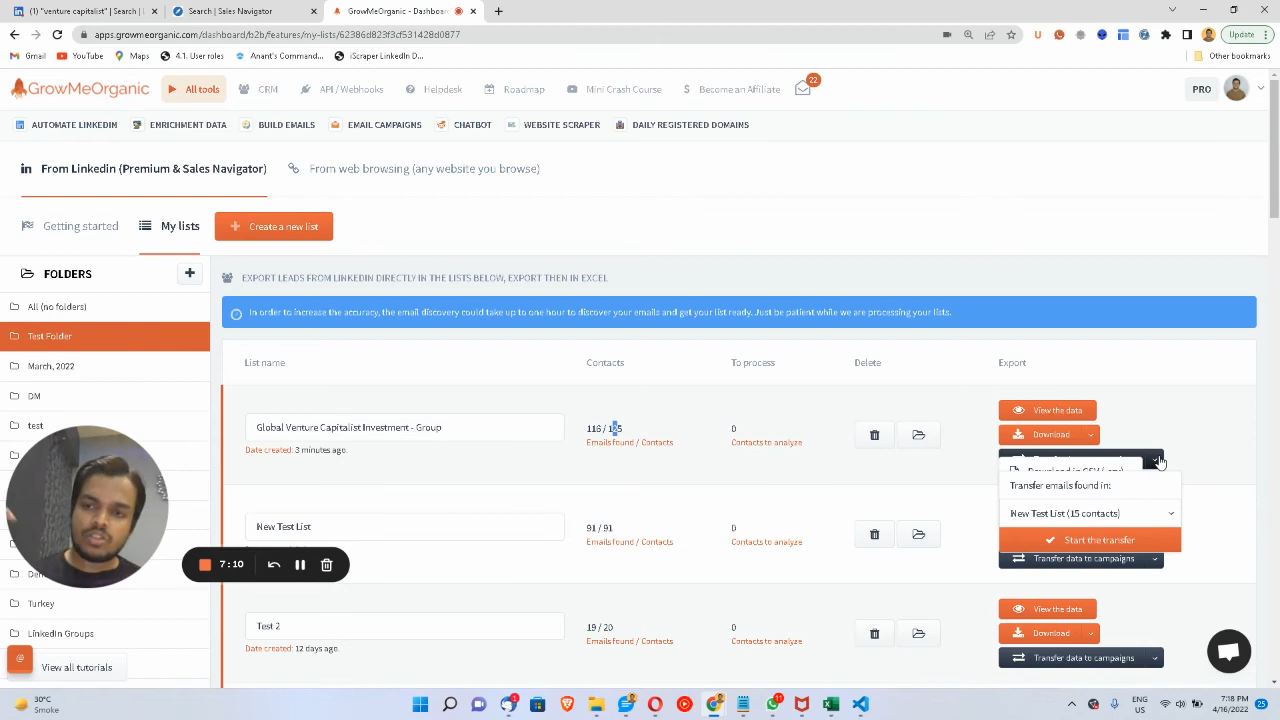 (1) "venture capitalist" | Search |
Search | Sales Navigator
GrowMeOrganic - Dashboar
apps.growmeorganic.com/dashboard/b2b/features/my-lists/62386d823f52b3143d0d0877
Update
Gmail
YouTube
Maps
4.1. User roles
Anant's Command...
iScraper LinkedIn D...
Other bookmarks
GrowMeOrganic
All tools
CRM
API / Webhooks
Helpdesk
Roadmap
Mini Crash Course
$ Become an Affiliate
22
PRO
AUTOMATE LINKEDIN
ENRICHMENT DATA
BUILD EMAILS
EMAIL CAMPAIGNS
CHATBOT
WEBSITE SCRAPER
DAILY REGISTERED DOMAINS
in From Linkedin (Premium & Sales Navigator)
From web browsing (any website you browse)
Getting started
My lists
+ Create a new list
FOLDERS
+
All (no folders)
Test Folder
March, 2022
DM
test
Turkey
LinkedIn Groups
View all tutorials
@
EXPORT LEADS FROM LINKEDIN DIRECTLY IN THE LISTS BELOW, EXPORT THEN IN EXCEL
In order to increase the accuracy, the email discovery could take up to one hour to discover your emails and get your list ready. Just be patient while we are processing your lists.
List name
Contacts
To process
Delete
Export
Date created: 3 minutes ago.
116 /
Emails found / Contacts
0
Contacts to analyze
View the data
Download
Transfer emails found in:
New Test List (15 contacts)
Start the transfer
Transfer data to campaigns
New Test List
91 / 91
Emails found / Contacts
0
Contacts to analyze
7:10
Test 2
Date created: 12 days ago.
19 / 20
Emails found / Contacts
0
Contacts to analyze
View the data
Download
Transfer data to campaigns
30°C
Smoke
1
11
ENG
US
7:18 PM
4/16/2022
25